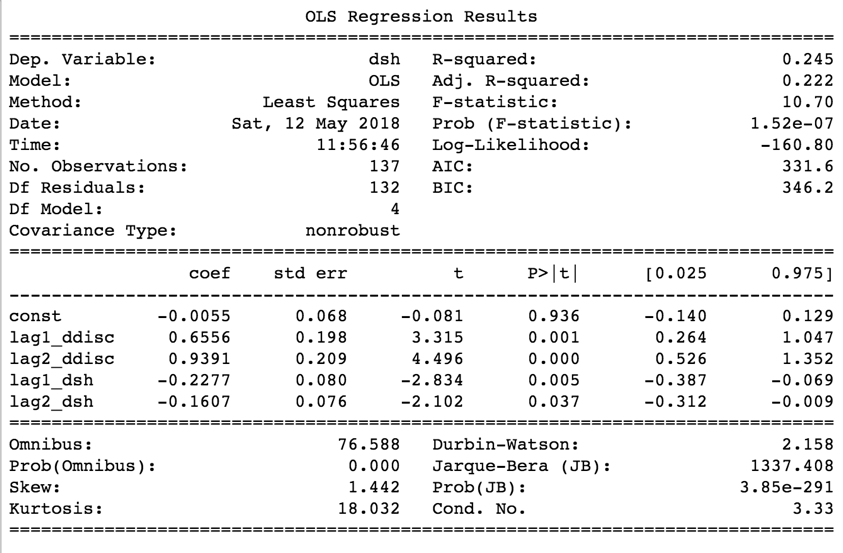 OLS Regression Results
==============================================================================
Dep. Variable:                    dsh   R-squared:                       0.245
Model:                            OLS   Adj. R-squared:                  0.222
Method:                 Least Squares   F-statistic:                     10.70
Date:                Sat, 12 May 2018   Prob (F-statistic):           1.52e-07
Time:                        11:56:46   Log-Likelihood:                -160.80
No. Observations:                 137   AIC:                             331.6
Df Residuals:                     132   BIC:                             346.2
Df Model:                           4
Covariance Type:            nonrobust
==============================================================================
                 coef    std err          t      P>|t|      [0.025      0.975]
------------------------------------------------------------------------------
const         -0.0055      0.068     -0.081      0.936      -0.140       0.129
lag1_ddisc     0.6556      0.198      3.315      0.001       0.264       1.047
lag2_ddisc     0.9391      0.209      4.496      0.000       0.526       1.352
lag1_dsh      -0.2277      0.080     -2.834      0.005      -0.387      -0.069
lag2_dsh      -0.1607      0.076     -2.102      0.037      -0.312      -0.009
==============================================================================
Omnibus:                       76.588   Durbin-Watson:                   2.158
Prob(Omnibus):                  0.000   Jarque-Bera (JB):             1337.408
Skew:                           1.442   Prob(JB):                    3.85e-291
Kurtosis:                      18.032   Cond. No.                         3.33
==============================================================================